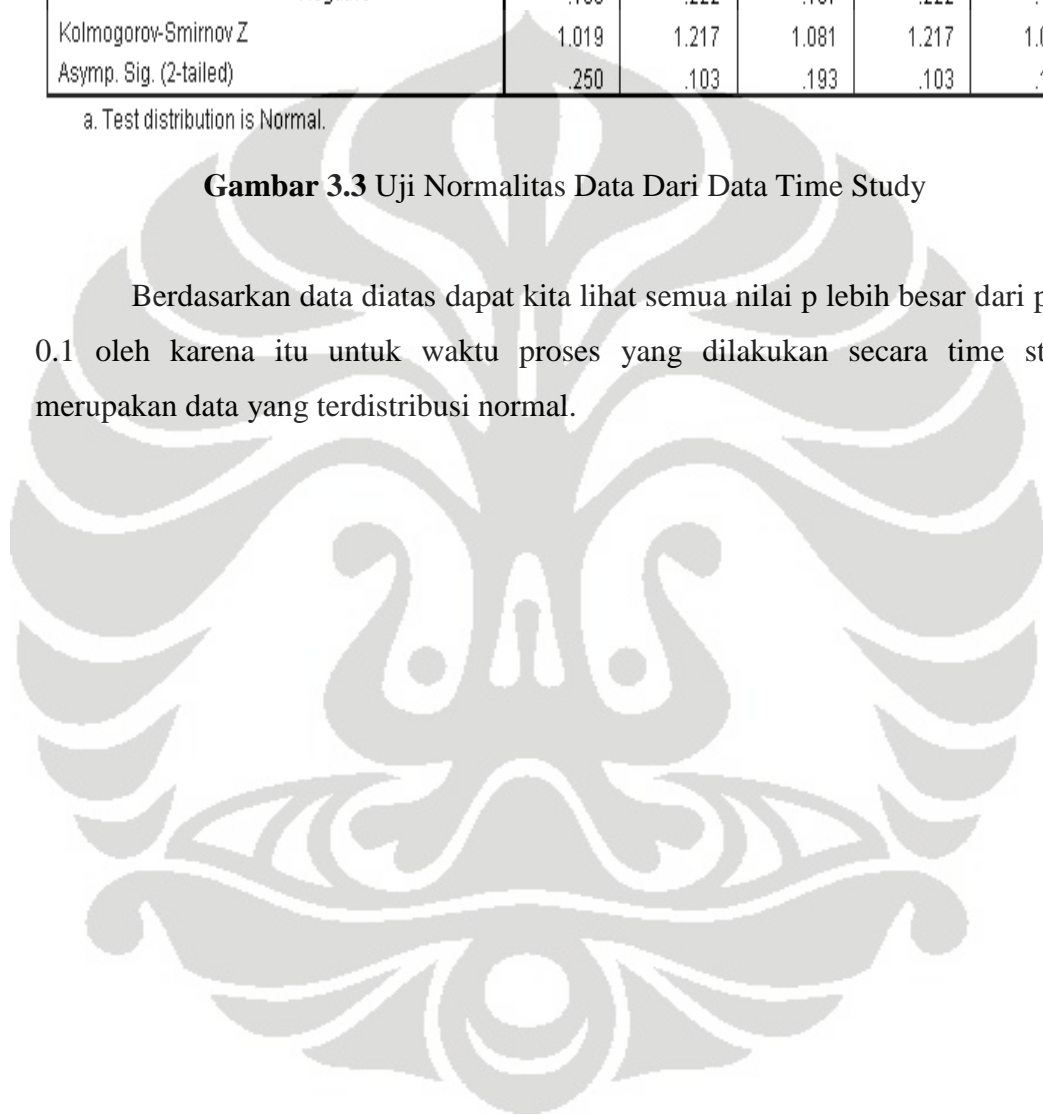 Kolmogorov-Smirnov Z 1.019 1.217 1.081 1.217
Asymp. Sig. (2-tailed) .250 .103 .193 .103
a. Test distribution is Normal.
Gambar 3.3 Uji Normalitas Data Dari Data Time Study
Berdasarkan data diatas dapat kita lihat semua nilai p lebih besar dari p
0.1 oleh karena itu untuk waktu proses yang dilakukan secara time st
merupakan data yang terdistribusi normal.